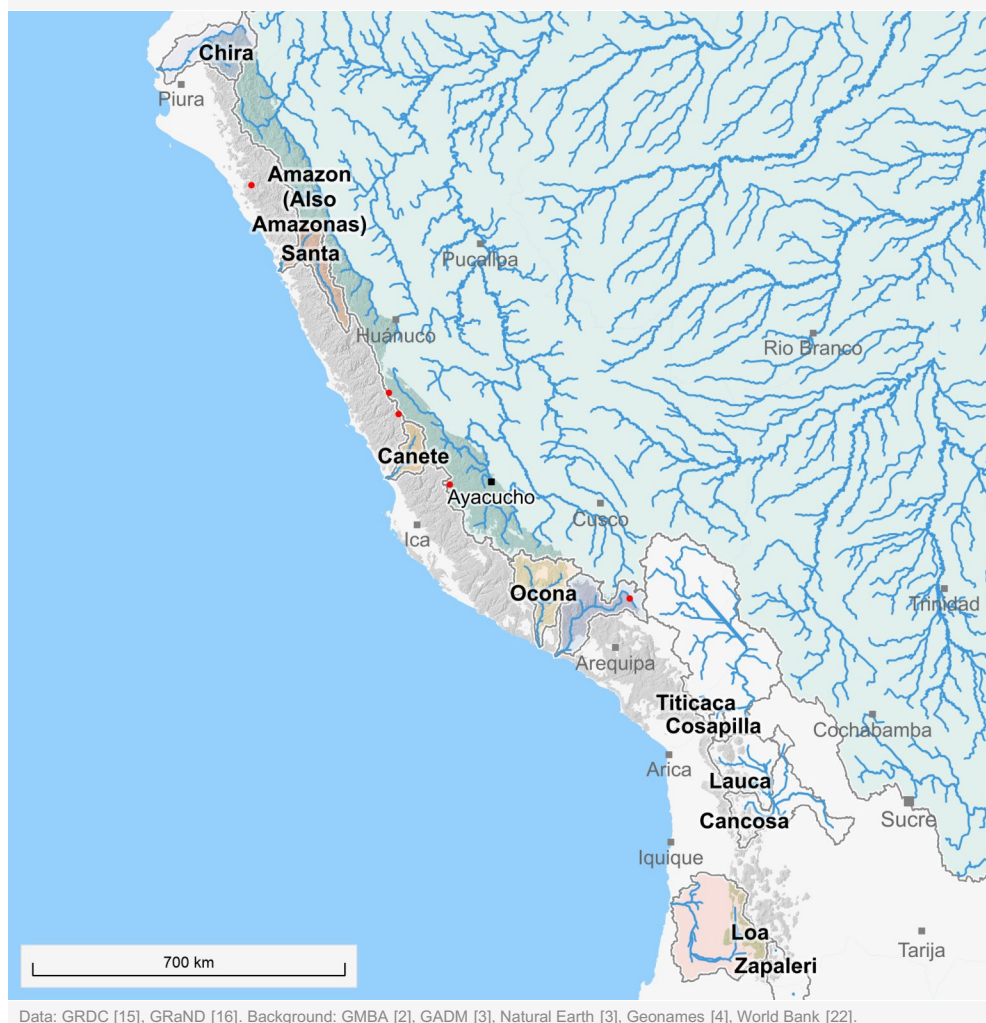 Chira
Piura
Amazon
(Also
Amazonas)
Santa
Pucallpa
Huánuco
Rio Branco
Canete
Ayacucho
Cusco
Ica
Ocona
Trinidad
Arequipa
Titicaca
Cosapilla
Cochabamba
Arica
Lauca
Cancosa
Sucre
Iquique
Loa
Tarija
Zapaleri
700 km
Data: GRDC [15], GRanD [16]. Background: GMBA [2], GADM [3], Natural Earth [3], Geonames [4], World Bank [22].